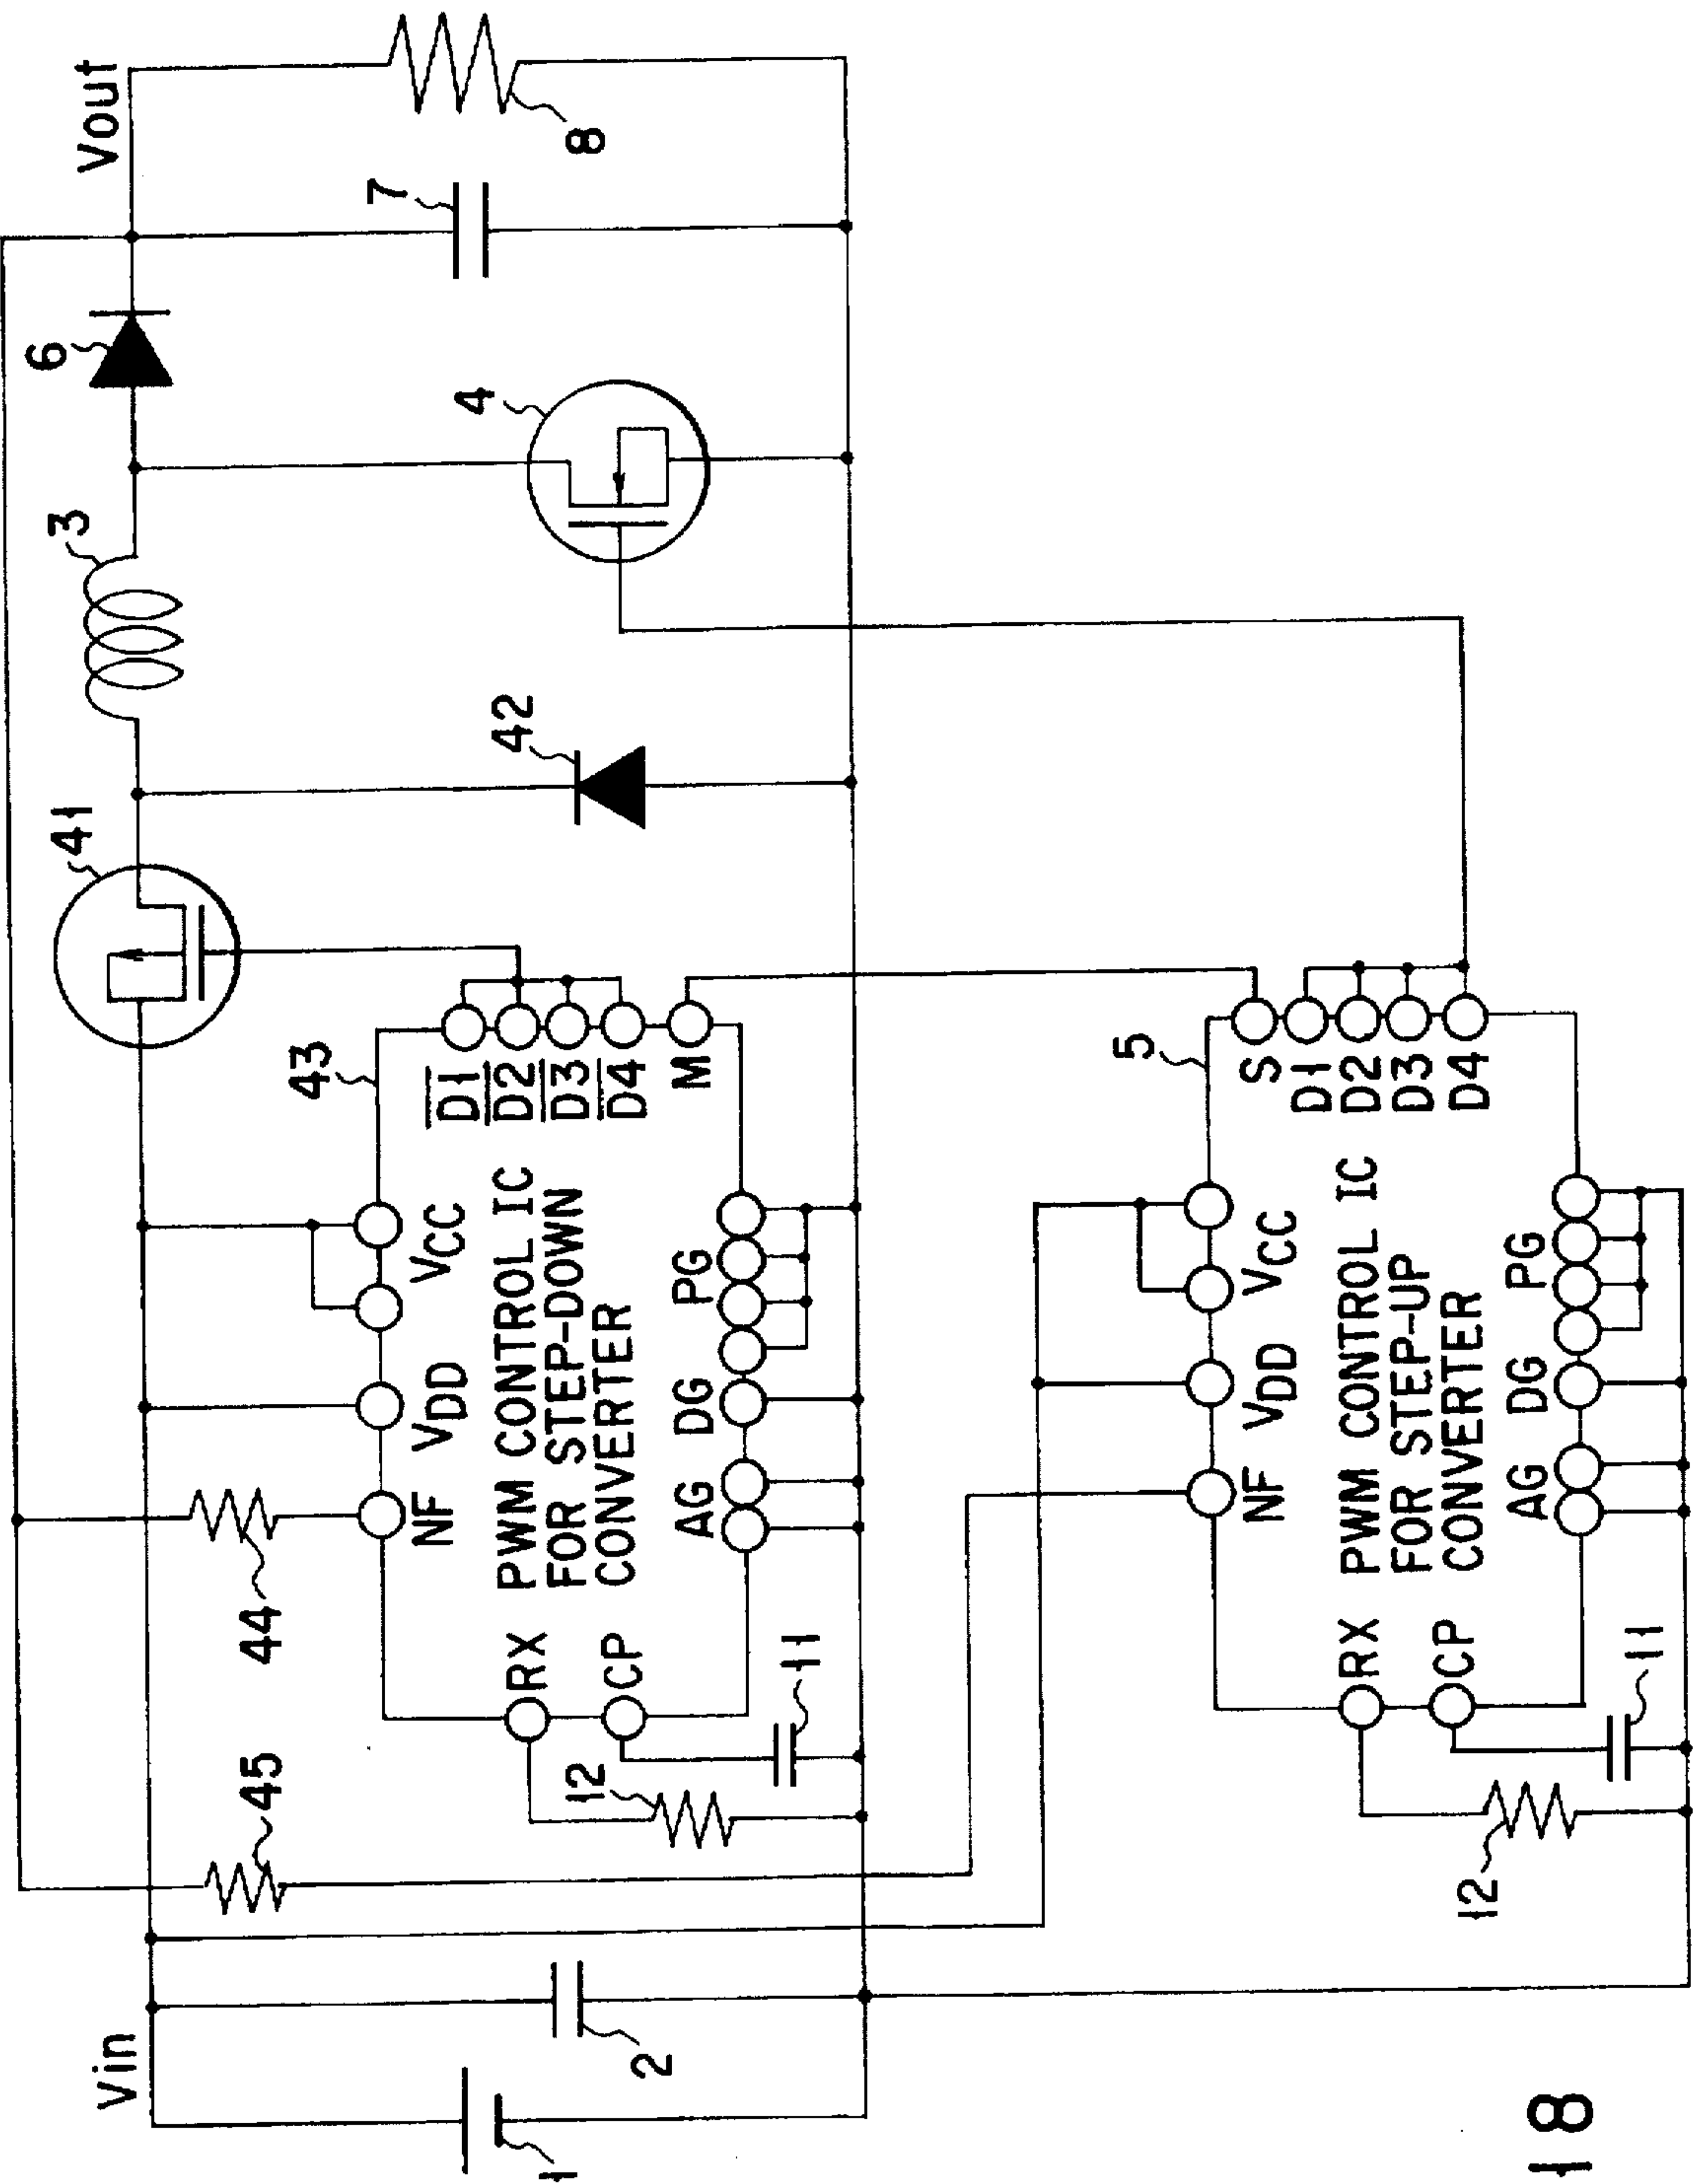 Vin
Vout
1
2
45
44
41
3
6
42
4
7
8
43
NF
VDD
VCC
D1
D2
D3
D4
M
PWM CONTROL IC
FOR STEP-DOWN
CONVERTER
RX
CP
AG
DG
PG
12
11
5
NF
VDD
VCC
S
D1
D2
D3
D4
PWM CONTROL IC
FOR STEP-UP
CONVERTER
RX
CP
AG
DG
PG
12
11
18